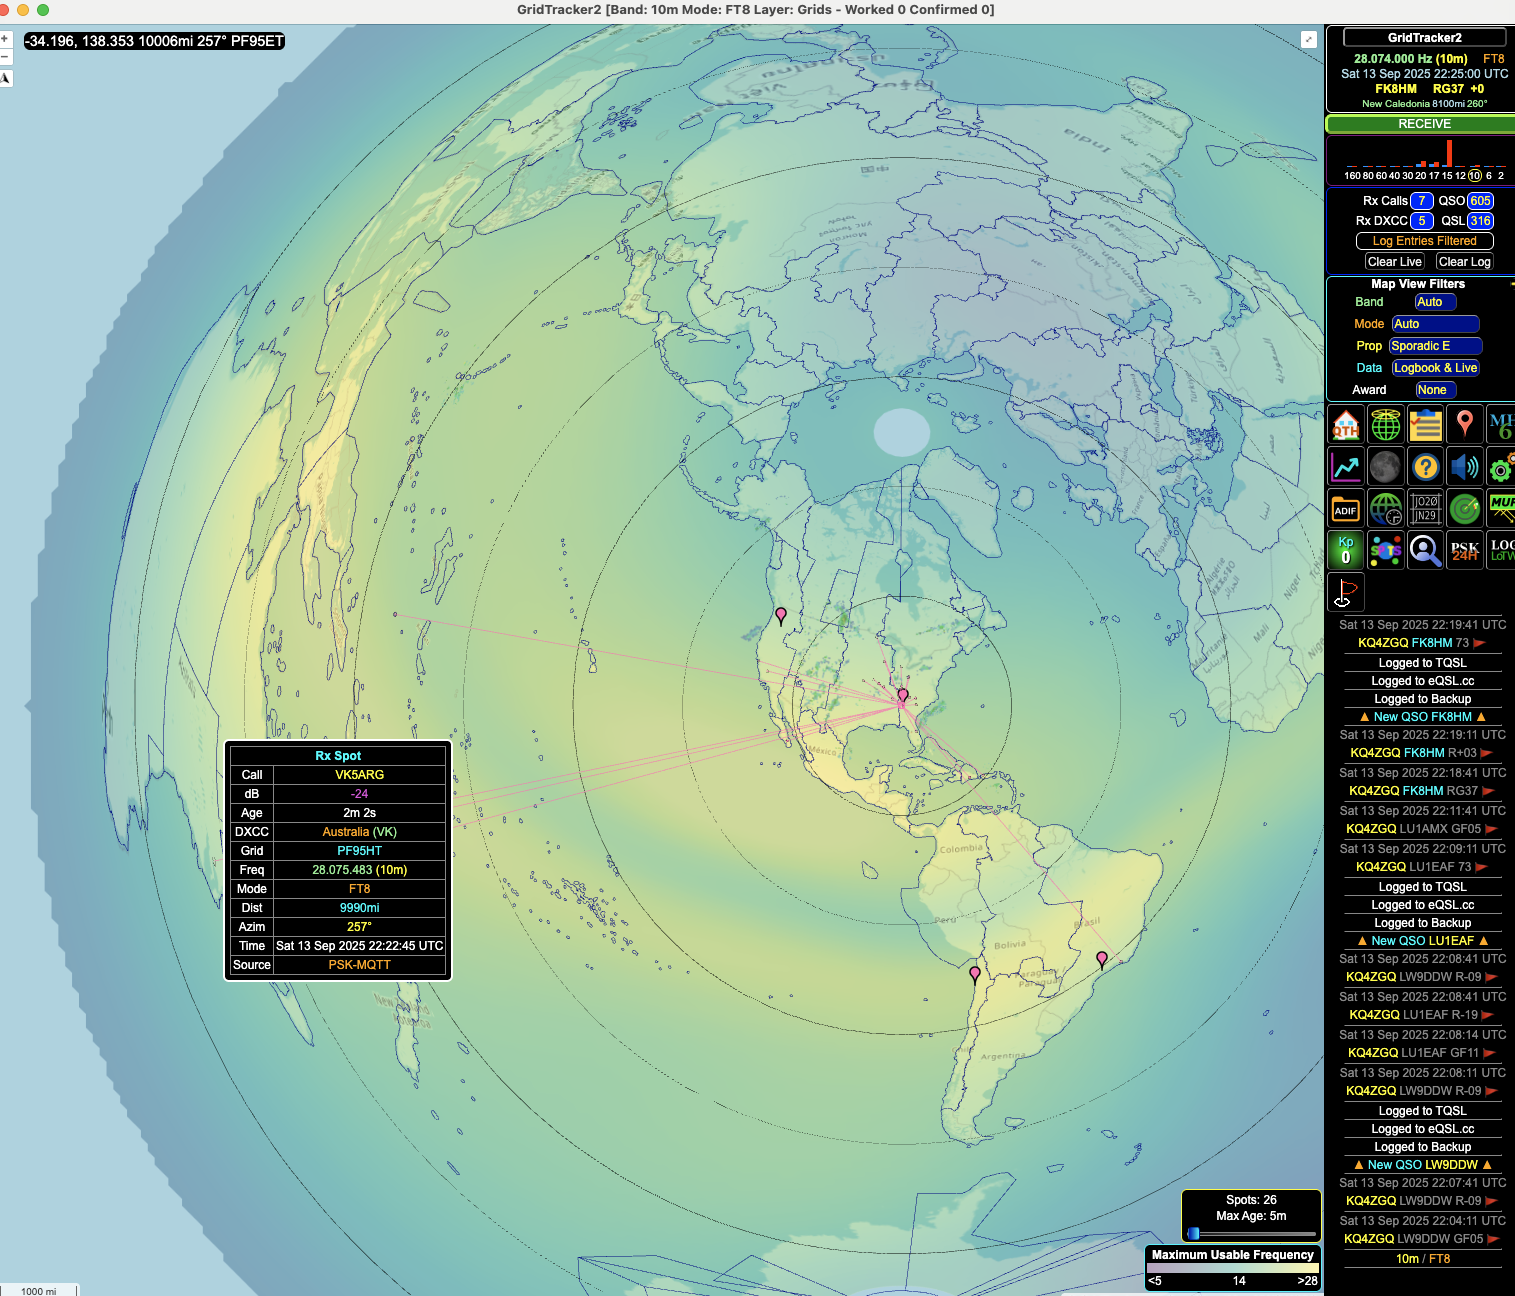 GridTracker2 [Band: 10m Mode: FT8 Layer: Grids - Worked 0 Confirmed 0]
+
-34.196, 138.353 10006mi 257° PF95ET
−
A
México
Colombia
Perú
Brasil
Bolivia
Paraguay
Argentina
Algérie
Mali
Niger
India
Rx Spot
Call VK5ARG
dB -24
Age 2m 2s
DXCC Australia (VK)
Grid PF95HT
Freq 28.075.483 (10m)
Mode FT8
Dist 9990mi
Azim 257°
Time Sat 13 Sep 2025 22:22:45 UTC
Source PSK-MQTT
Spots: 26
Max Age: 5m
Maximum Usable Frequency
<5 14 >28
1000 mi
GridTracker2
28.074.000 Hz (10m) FT8
Sat 13 Sep 2025 22:25:00 UTC
FK8HM RG37 +0
New Caledonia 8100mi 260°
RECEIVE
160 80 60 40 30 20 17 15 12 10 6 2
Rx Calls 7 QSO 605
Rx DXCC 5 QSL 316
Log Entries Filtered
Clear Live Clear Log
Map View Filters
Band Auto
Mode Auto
Prop Sporadic E
Data Logbook & Live
Award None
QTH
6
ADIF
JO20
JN29
MUF
Kp
0
SPOTS
PSK
24H
LoTW
Sat 13 Sep 2025 22:19:41 UTC
KQ4ZGQ FK8HM 73
Logged to TQSL
Logged to eQSL.cc
Logged to Backup
▲ New QSO FK8HM ▲
Sat 13 Sep 2025 22:19:11 UTC
KQ4ZGQ FK8HM R+03
Sat 13 Sep 2025 22:18:41 UTC
KQ4ZGQ FK8HM RG37
Sat 13 Sep 2025 22:11:41 UTC
KQ4ZGQ LU1AMX GF05
Sat 13 Sep 2025 22:09:11 UTC
KQ4ZGQ LU1EAF 73
Logged to TQSL
Logged to eQSL.cc
Logged to Backup
▲ New QSO LU1EAF ▲
Sat 13 Sep 2025 22:08:41 UTC
KQ4ZGQ LW9DDW R-09
Sat 13 Sep 2025 22:08:41 UTC
KQ4ZGQ LU1EAF R-19
Sat 13 Sep 2025 22:08:14 UTC
KQ4ZGQ LU1EAF GF11
Sat 13 Sep 2025 22:08:11 UTC
KQ4ZGQ LW9DDW R-09
Logged to TQSL
Logged to eQSL.cc
Logged to Backup
▲ New QSO LW9DDW ▲
Sat 13 Sep 2025 22:07:41 UTC
KQ4ZGQ LW9DDW R-09
Sat 13 Sep 2025 22:04:11 UTC
KQ4ZGQ LW9DDW GF05
10m / FT8